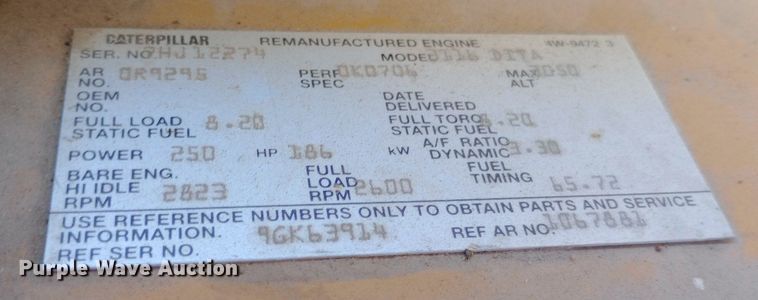 CATERPILLAR REMANUFACTURED ENGINE 4W-9472 3
SER. NO. 7HJ12274 MODEL 3116 DITA
AR NO. 0R9295 PERF SPEC 0K0706 MAX ALT
OEM NO. DATE DELIVERED
FULL LOAD STATIC FUEL 8.20 FULL TORQ STATIC FUEL .20
POWER 250 HP 186 kW A/F RATIO DYNAMIC .30
BARE ENG. HI IDLE RPM 2823 FULL LOAD RPM 2600 FUEL TIMING 65.72
USE REFERENCE NUMBERS ONLY TO OBTAIN PARTS AND SERVICE
INFORMATION. REF SER NO. 9GK63914 REF AR NO. 1067881
Purple Wave Auction